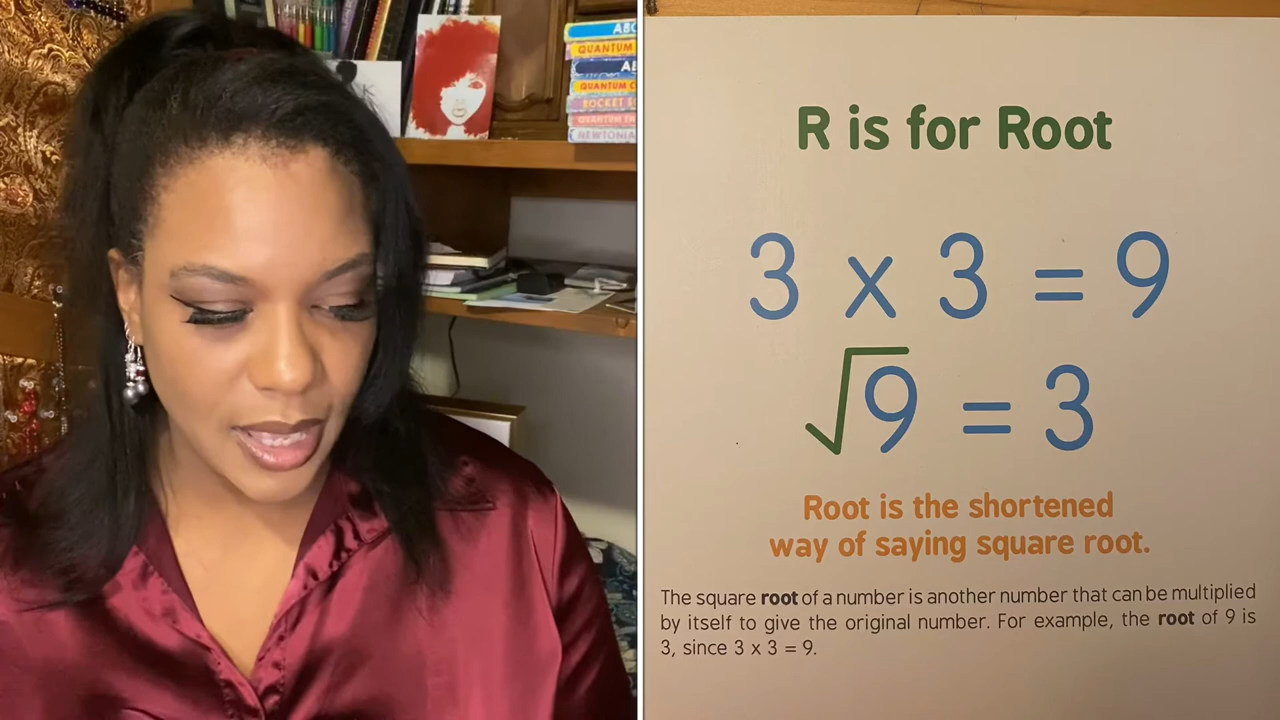 ABC
QUANTUM
QUANTUM
ROCKET
QUANTUM
NEWTONIA
R is for Root
3 x 3 = 9
√9 = 3
Root is the shortened
way of saying square root.
The square root of a number is another number that can be multiplied
by itself to give the original number. For example, the root of 9 is
3, since 3 x 3 = 9.